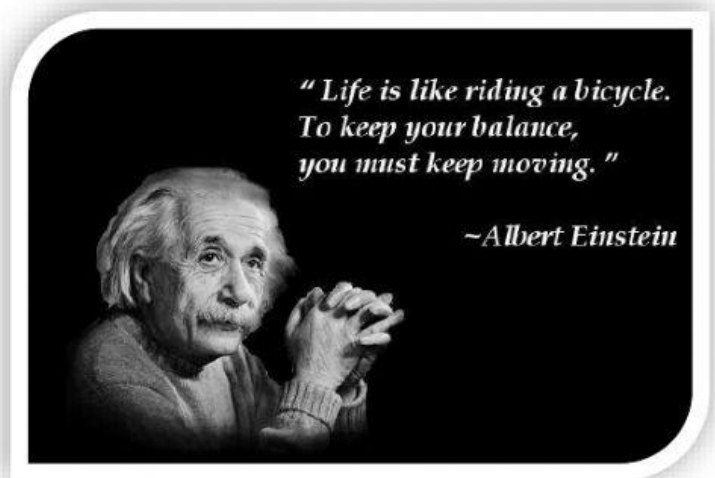 “ Life is like riding a bicycle.
To keep your balance,
you must keep moving. ”
~Albert Einstein